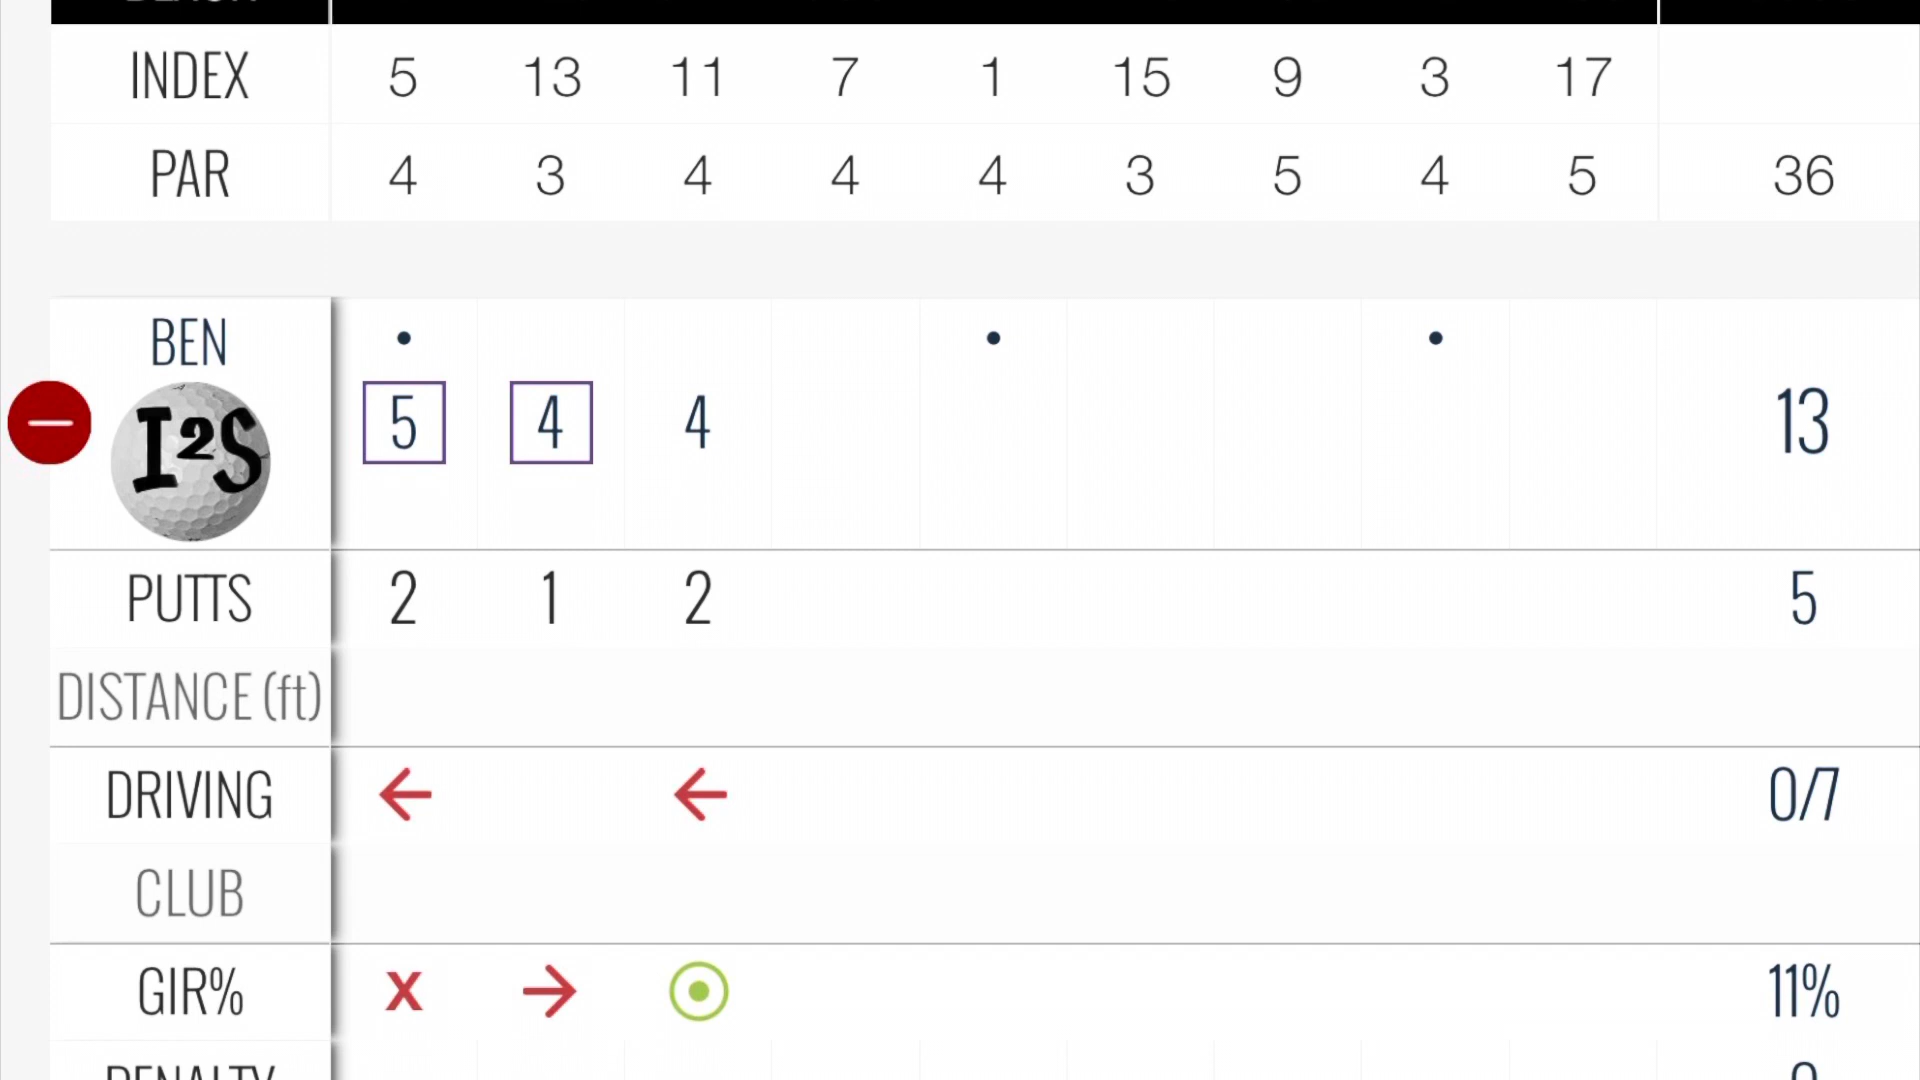 INDEX 5 13 11 7 1 15 9 3 17
PAR 4 3 4 4 4 3 5 4 5 36
BEN
I²S
5 4 4 13
PUTTS 2 1 2 5
DISTANCE (ft)
DRIVING 0/7
CLUB
GIR% X 11%